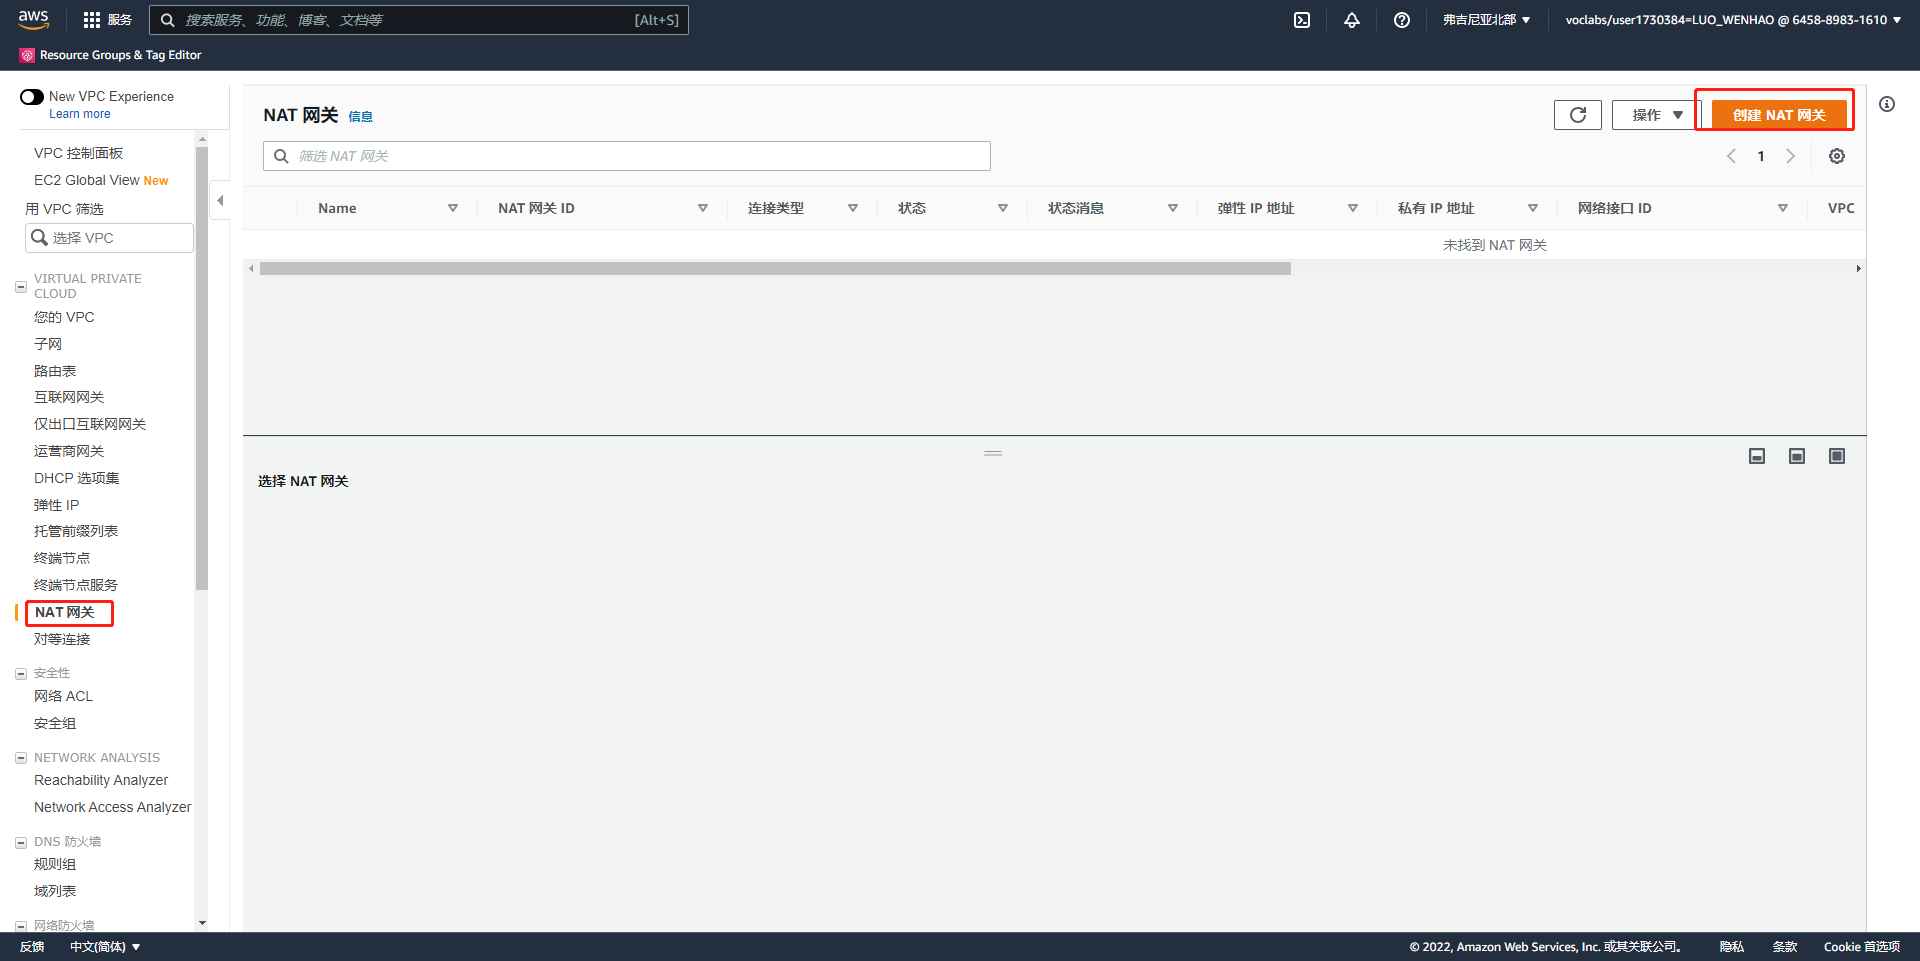 aws
服务
搜索服务、功能、博客、文档等
[Alt+S]
弗吉尼亚北部
voclabs/user1730384=LUO_WENHAO @ 6458-8983-1610
Resource Groups & Tag Editor
New VPC Experience
Learn more
VPC 控制面板
EC2 Global View New
用 VPC 筛选
选择 VPC
VIRTUAL PRIVATE
CLOUD
您的 VPC
子网
路由表
互联网网关
仅出口互联网网关
运营商网关
DHCP 选项集
弹性 IP
托管前缀列表
终端节点
终端节点服务
NAT 网关
对等连接
安全性
网络 ACL
安全组
NETWORK ANALYSIS
Reachability Analyzer
Network Access Analyzer
DNS 防火墙
规则组
域列表
网络防火墙
NAT 网关 信息
操作
创建 NAT 网关
筛选 NAT 网关
1
Name
NAT 网关 ID
连接类型
状态
状态消息
弹性 IP 地址
私有 IP 地址
网络接口 ID
VPC
未找到 NAT 网关
选择 NAT 网关
反馈
中文(简体)
© 2022, Amazon Web Services, Inc. 或其关联公司。
隐私
条款
Cookie 首选项